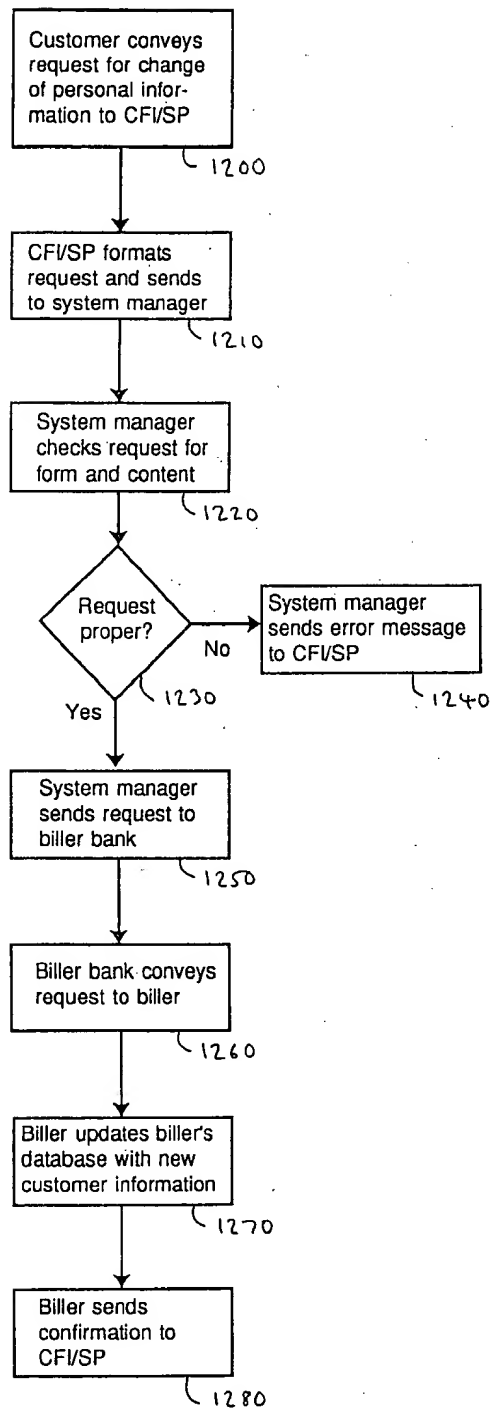 Customer conveys
request for change
of personal infor-
mation to CFI/SP
1200
CFI/SP formats
request and sends
to system manager
1210
System manager
checks request for
form and content
1220
Request
proper?
1230
No
System manager
sends error message
to CFI/SP
1240
Yes
System manager
sends request to
biller bank
1250
Biller bank conveys
request to biller
1260
Biller updates biller's
database with new
customer information
1270
Biller sends
confirmation to
CFI/SP
1280